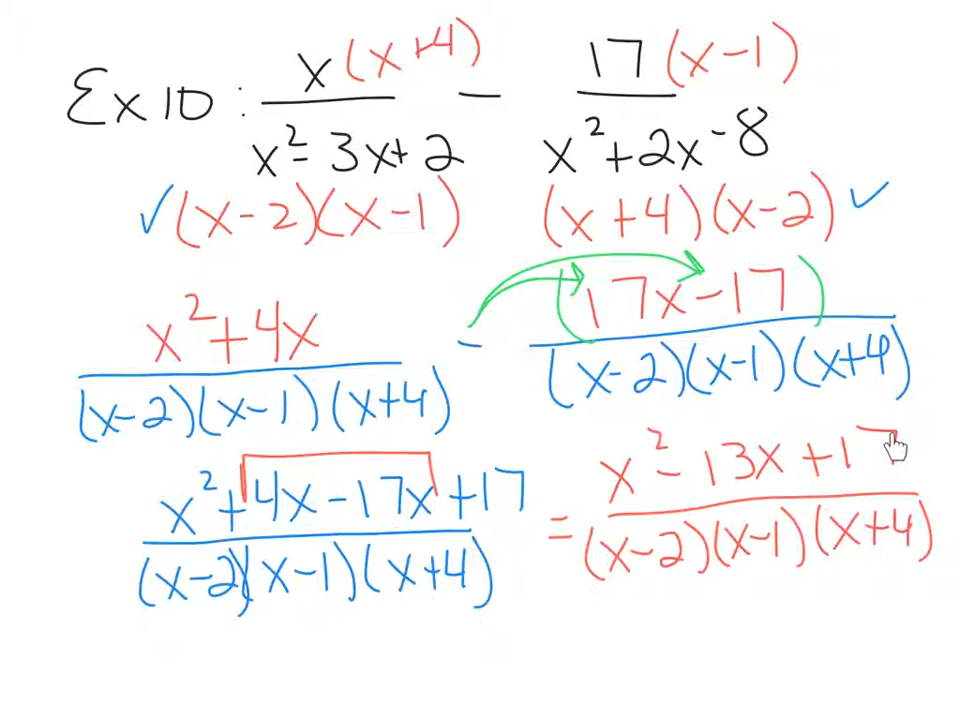 Ex 10 : x(x+4) / x² - 3x + 2 - 17(x-1) / x² + 2x - 8
✓(x-2)(x-1) (x+4)(x-2)✓
x² + 4x / (x-2)(x-1)(x+4) - (17x - 17) / (x-2)(x-1)(x+4)
x² + 4x - 17x + 17 / (x-2)(x-1)(x+4) = x² - 13x + 17 / (x-2)(x-1)(x+4)